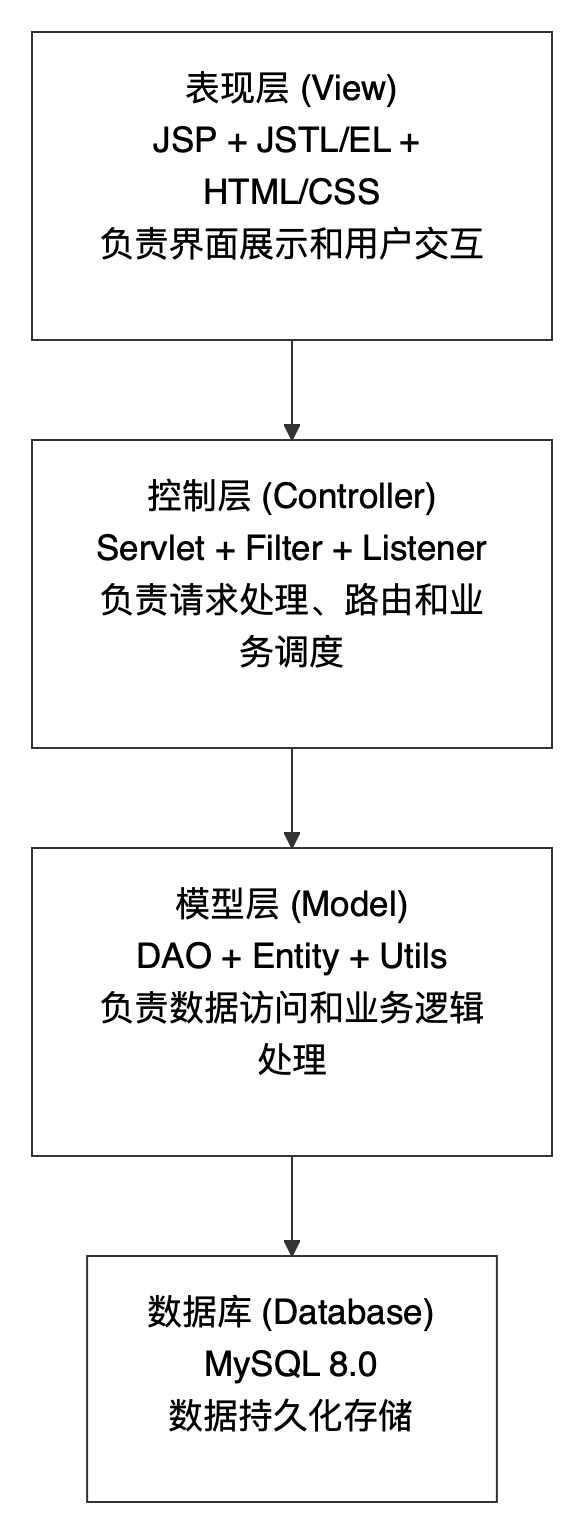 表现层 (View)
JSP + JSTL/EL +
HTML/CSS
负责界面展示和用户交互
控制层 (Controller)
Servlet + Filter + Listener
负责请求处理、路由和业
务调度
模型层 (Model)
DAO + Entity + Utils
负责数据访问和业务逻辑
处理
数据库 (Database)
MySQL 8.0
数据持久化存储